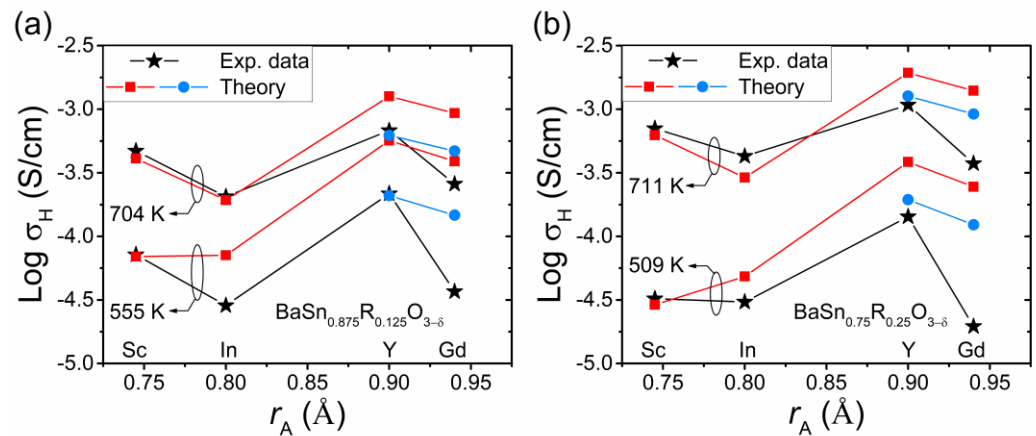 (a)
-2.5
-3.0
-3.5
-4.0
-4.5
-5.0
Log σH (S/cm)
Exp. data
Theory
704 K
555 K
BaSn0.875R0.125O3−δ
Sc In Y Gd
0.75 0.80 0.85 0.90 0.95
rA (Å)
(b)
-2.5
-3.0
-3.5
-4.0
-4.5
-5.0
Log σH (S/cm)
Exp. data
Theory
711 K
509 K
BaSn0.75R0.25O3−δ
Sc In Y Gd
0.75 0.80 0.85 0.90 0.95
rA (Å)